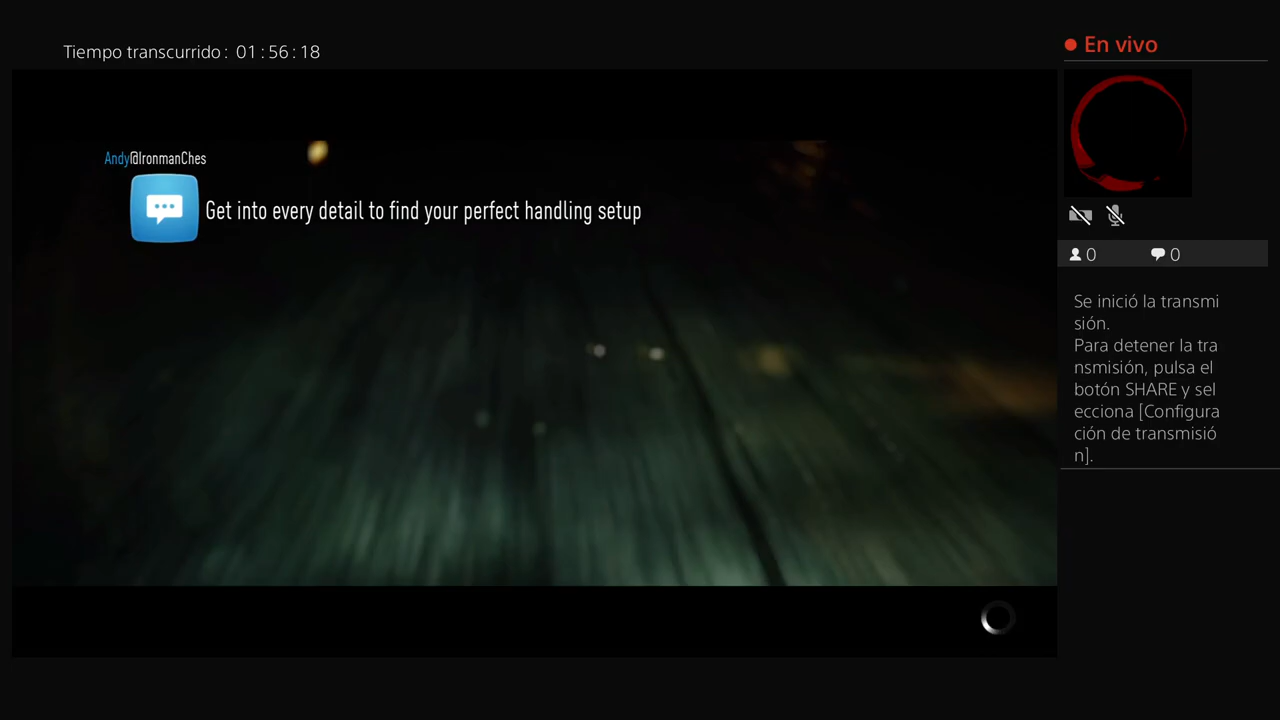 Tiempo transcurrido: 01:56:18
En vivo
Andy@IronmanChes
Get into every detail to find your perfect handling setup
0 0
Se inició la transmi
sión.
Para detener la tra
nsmisión, pulsa el
botón SHARE y sel
ecciona [Configura
ción de transmisió
n].